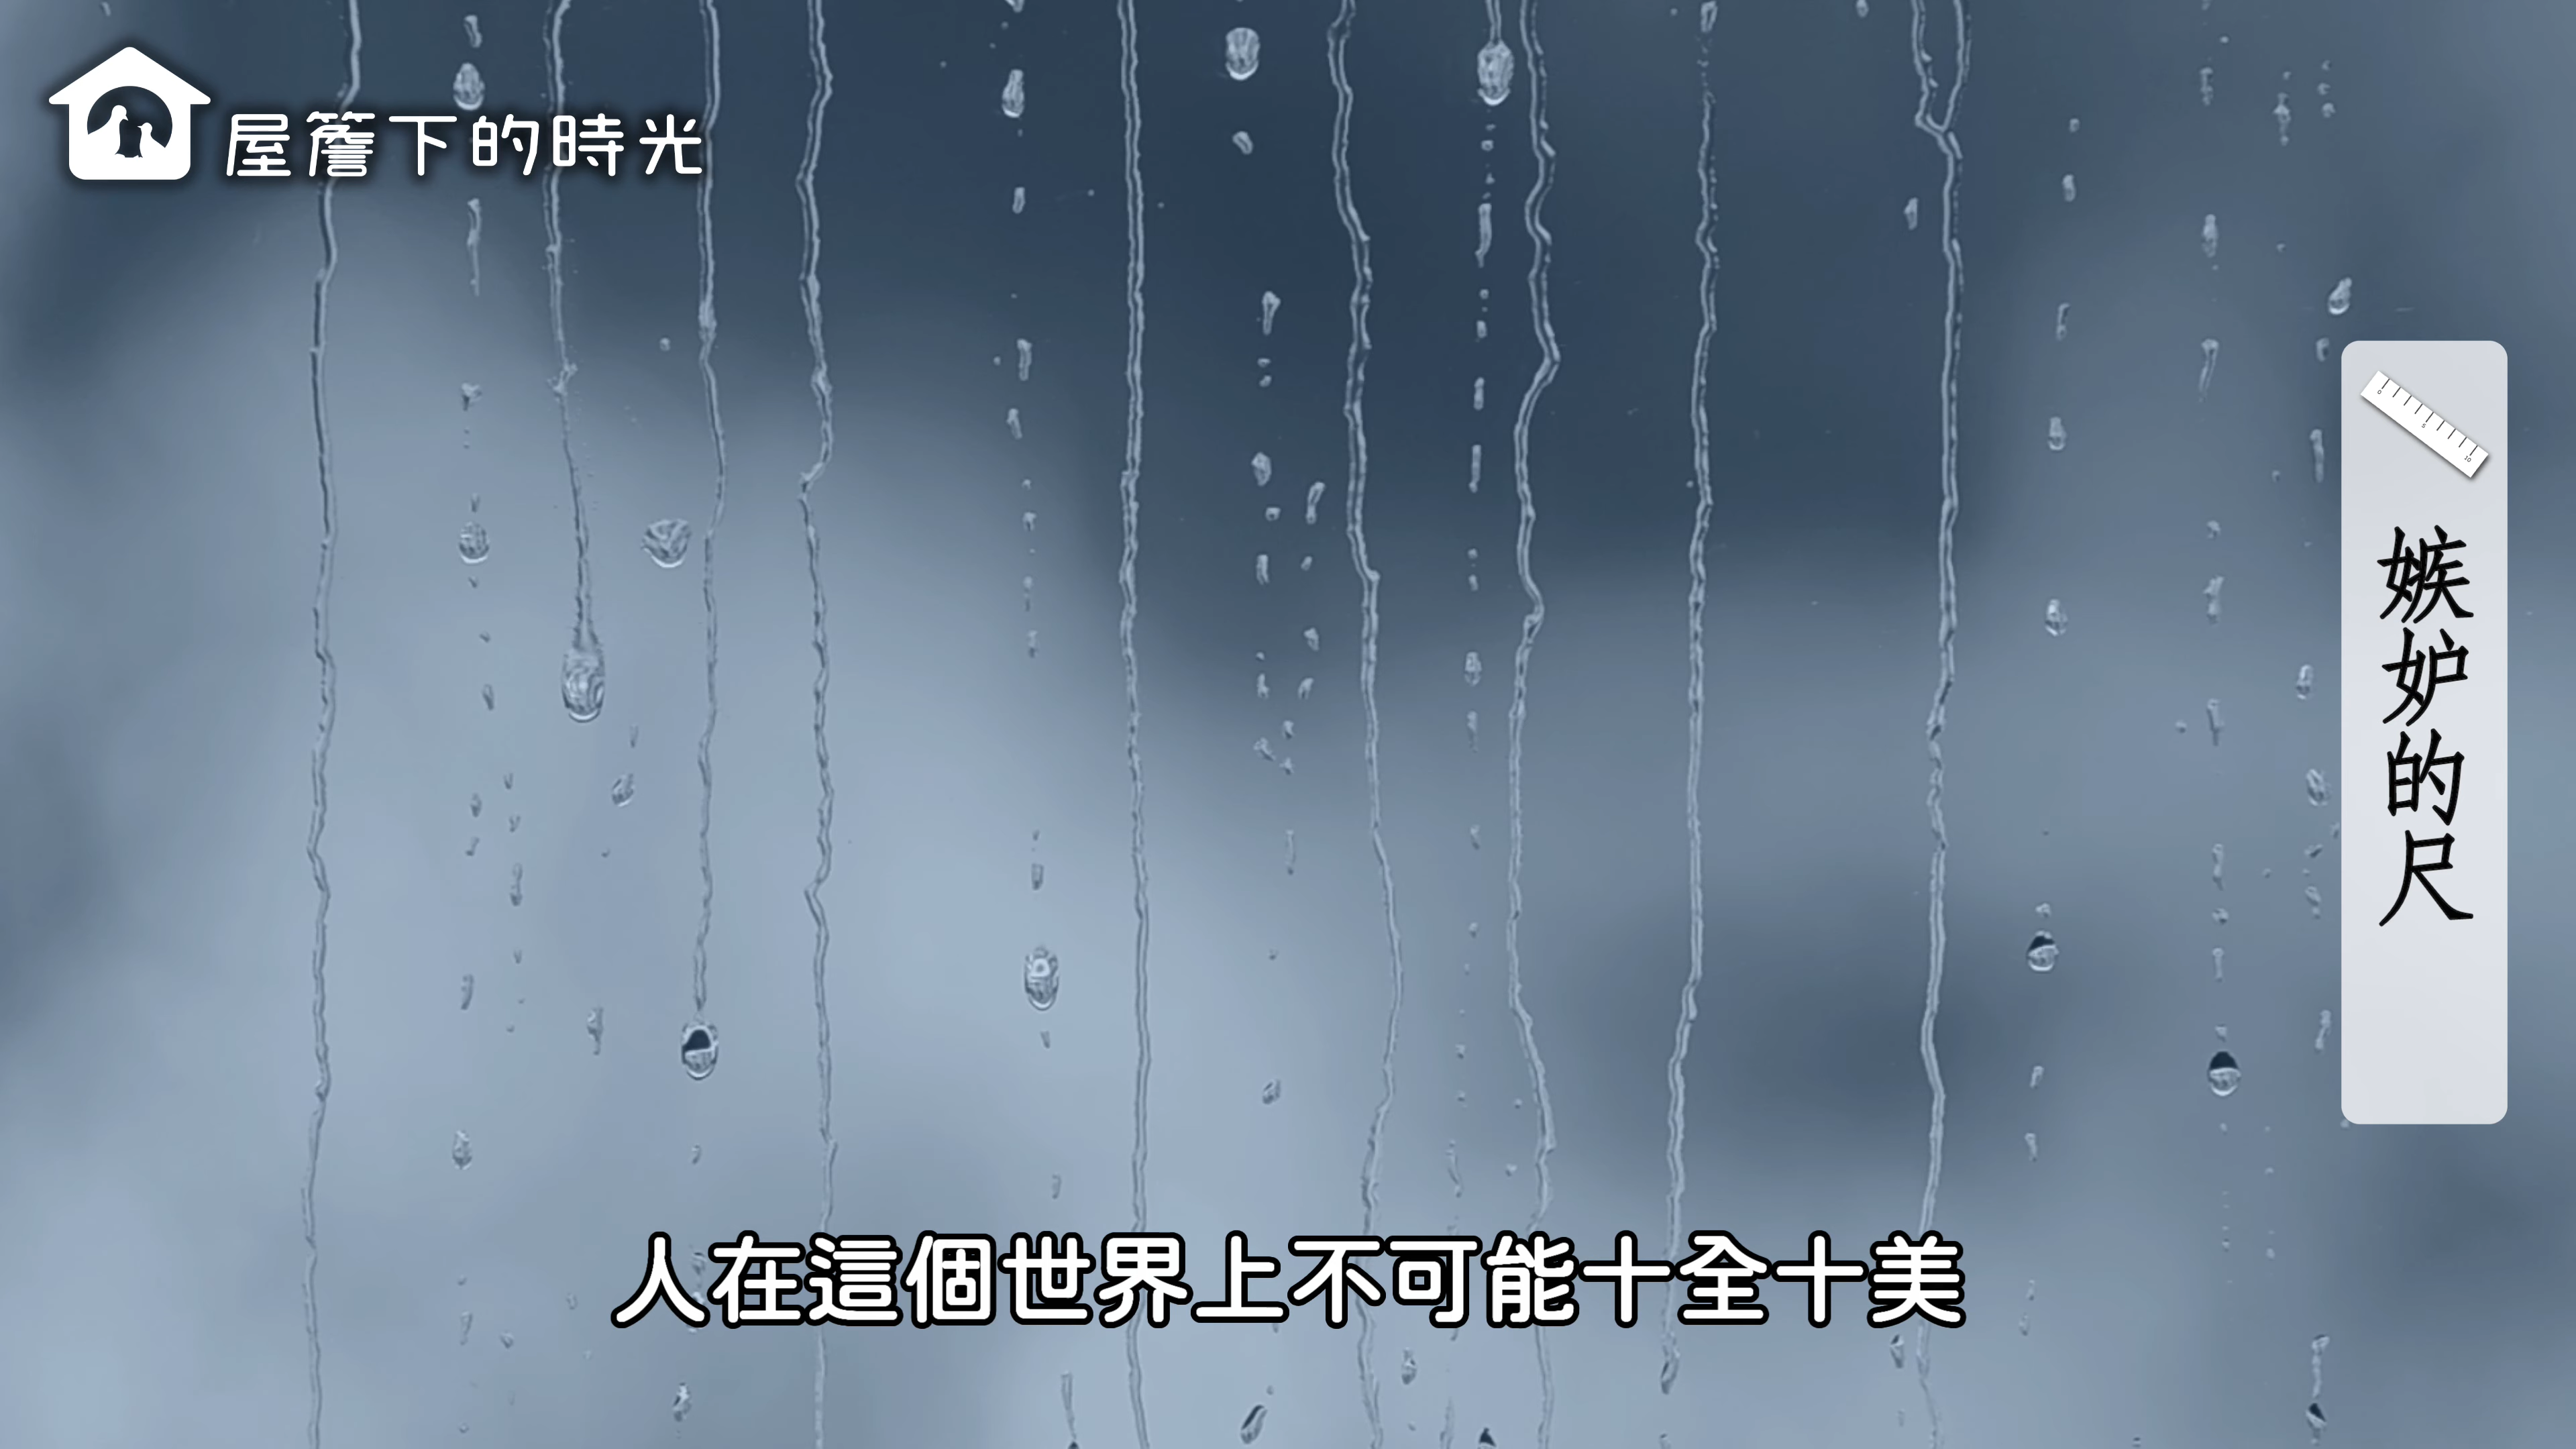 屋簷下的時光
嫉妒的尺
人在這個世界上不可能十全十美